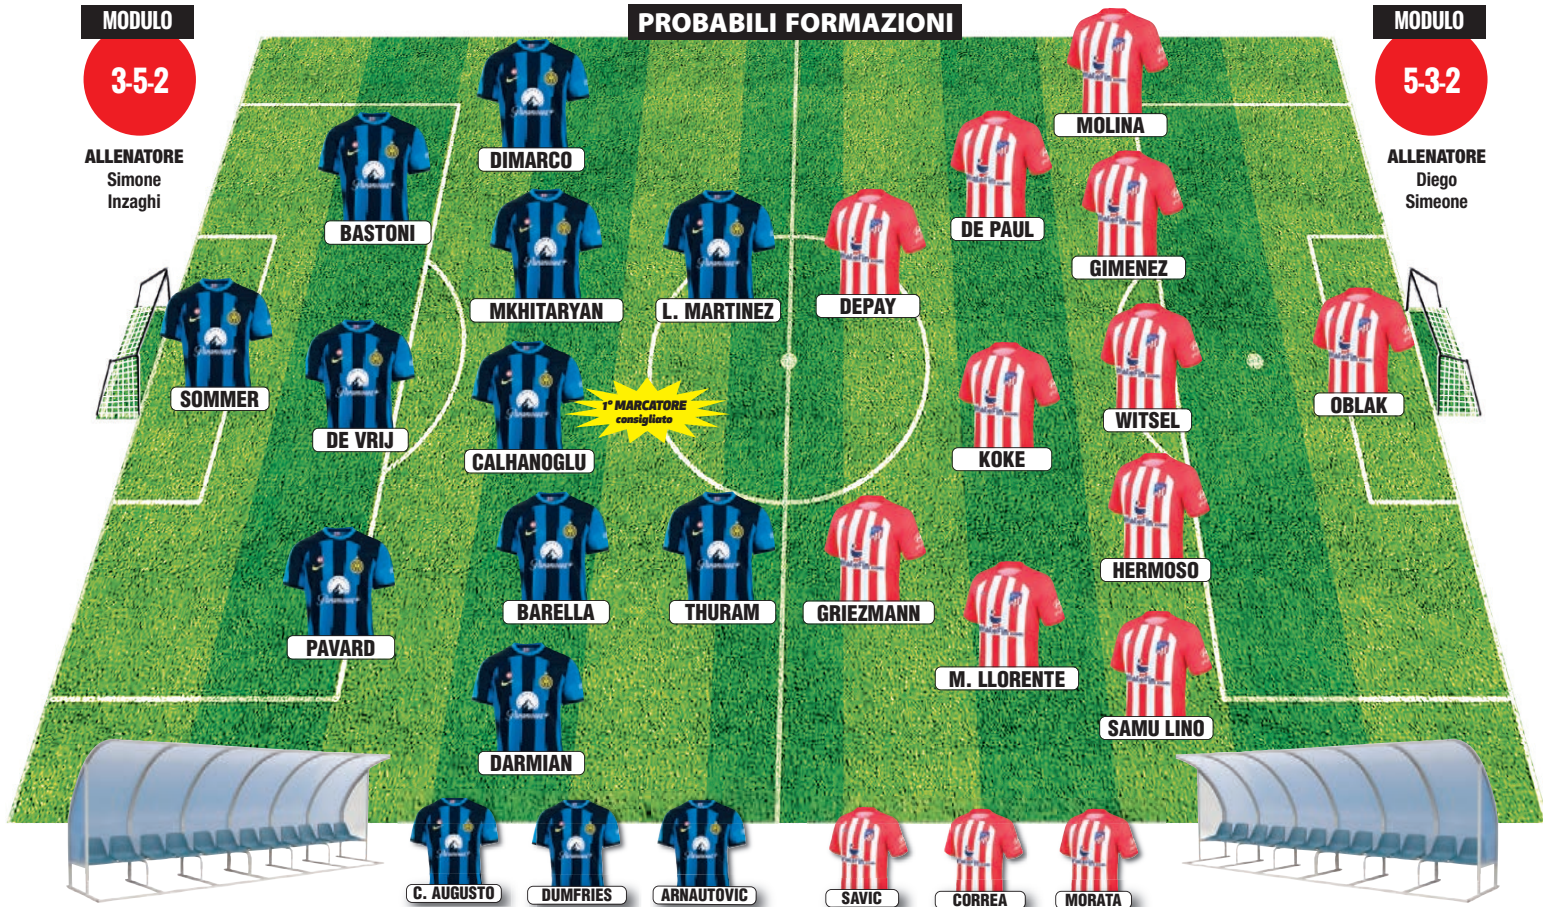 PROBABILI FORMAZIONI
MODULO
3-5-2
ALLENATORE
Simone
Inzaghi
MODULO
5-3-2
ALLENATORE
Diego
Simeone
SOMMER
BASTONI
DE VRIJ
PAVARD
DIMARCO
MKHITARYAN
CALHANOGLU
BARELLA
DARMIAN
L. MARTINEZ
THURAM
1° MARCATORE
consigliato
DEPAY
GRIEZMANN
DE PAUL
KOKE
M. LLORENTE
MOLINA
GIMENEZ
WITSEL
HERMOSO
SAMU LINO
OBLAK
C. AUGUSTO
DUMFRIES
ARNAUTOVIC
SAVIC
CORREA
MORATA